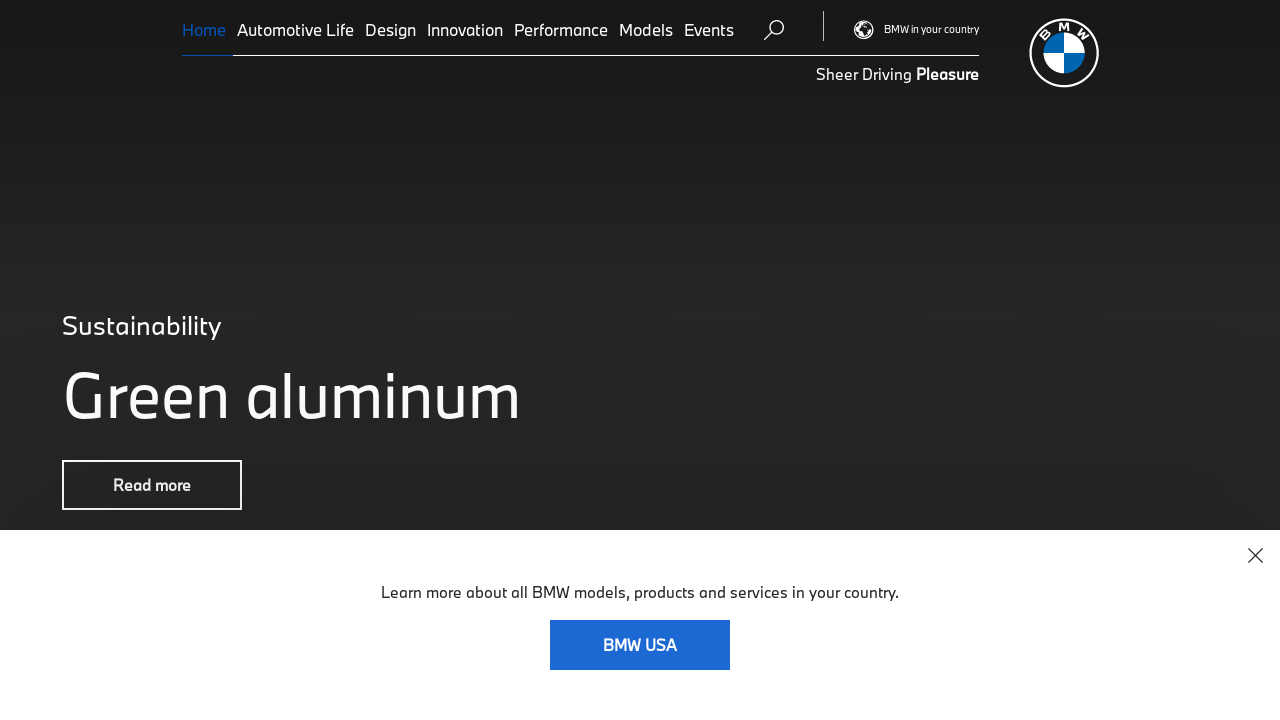 Home Automotive Life Design Innovation Performance Models Events BMW in your country
Sheer Driving Pleasure
BMW
Sustainability
Green aluminum
Read more
Learn more about all BMW models, products and services in your country.
BMW USA